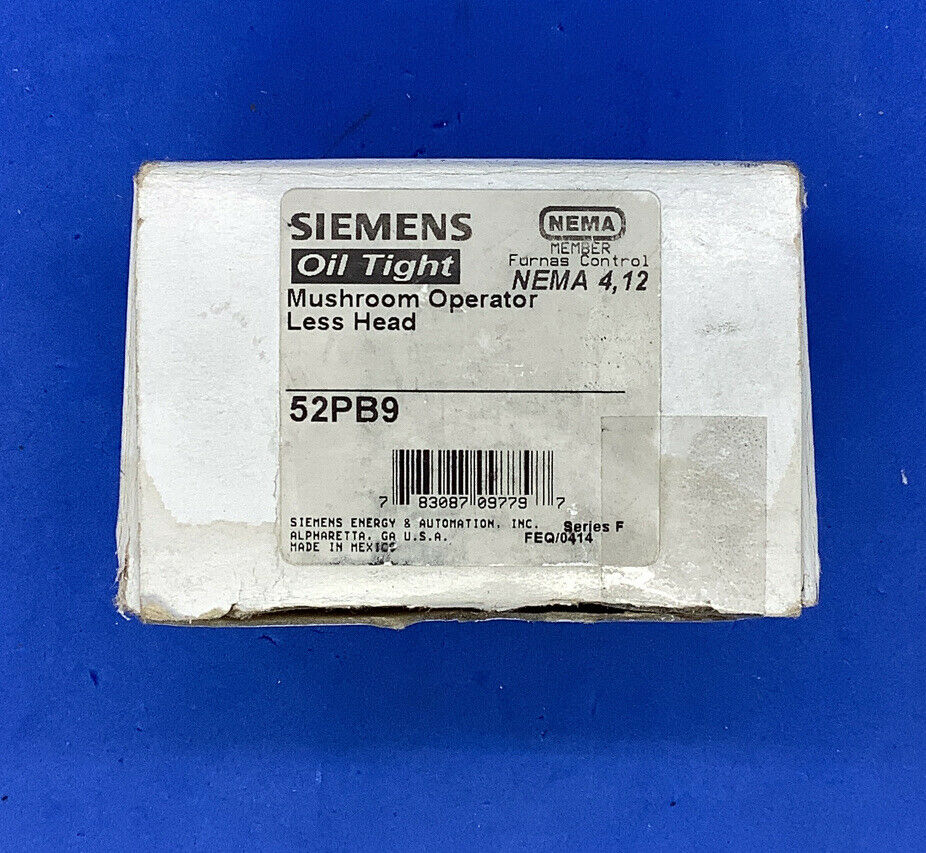 SIEMENS
NEMA
MEMBER
Furnas Control
Oil Tight
NEMA 4,12
Mushroom Operator
Less Head
52PB9
7 83087 09779 7
SIEMENS ENERGY & AUTOMATION, INC.
Series F
ALPHARETTA, GA U.S.A.
FEQ/0414
MADE IN MEXICO